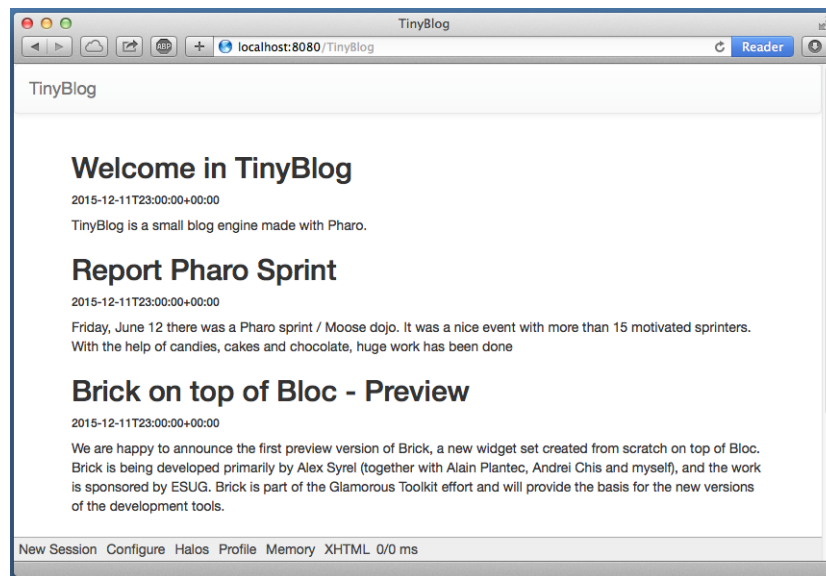 TinyBlog
ABP
+ localhost:8080/TinyBlog Reader
TinyBlog
Welcome in TinyBlog
2015-12-11T23:00:00+00:00
TinyBlog is a small blog engine made with Pharo.
Report Pharo Sprint
2015-12-11T23:00:00+00:00
Friday, June 12 there was a Pharo sprint / Moose dojo. It was a nice event with more than 15 motivated sprinters.
With the help of candies, cakes and chocolate, huge work has been done
Brick on top of Bloc - Preview
2015-12-11T23:00:00+00:00
We are happy to announce the first preview version of Brick, a new widget set created from scratch on top of Bloc.
Brick is being developed primarily by Alex Syrel (together with Alain Plantec, Andrei Chis and myself), and the work
is sponsored by ESUG. Brick is part of the Glamorous Toolkit effort and will provide the basis for the new versions
of the development tools.
New Session Configure Halos Profile Memory XHTML 0/0 ms